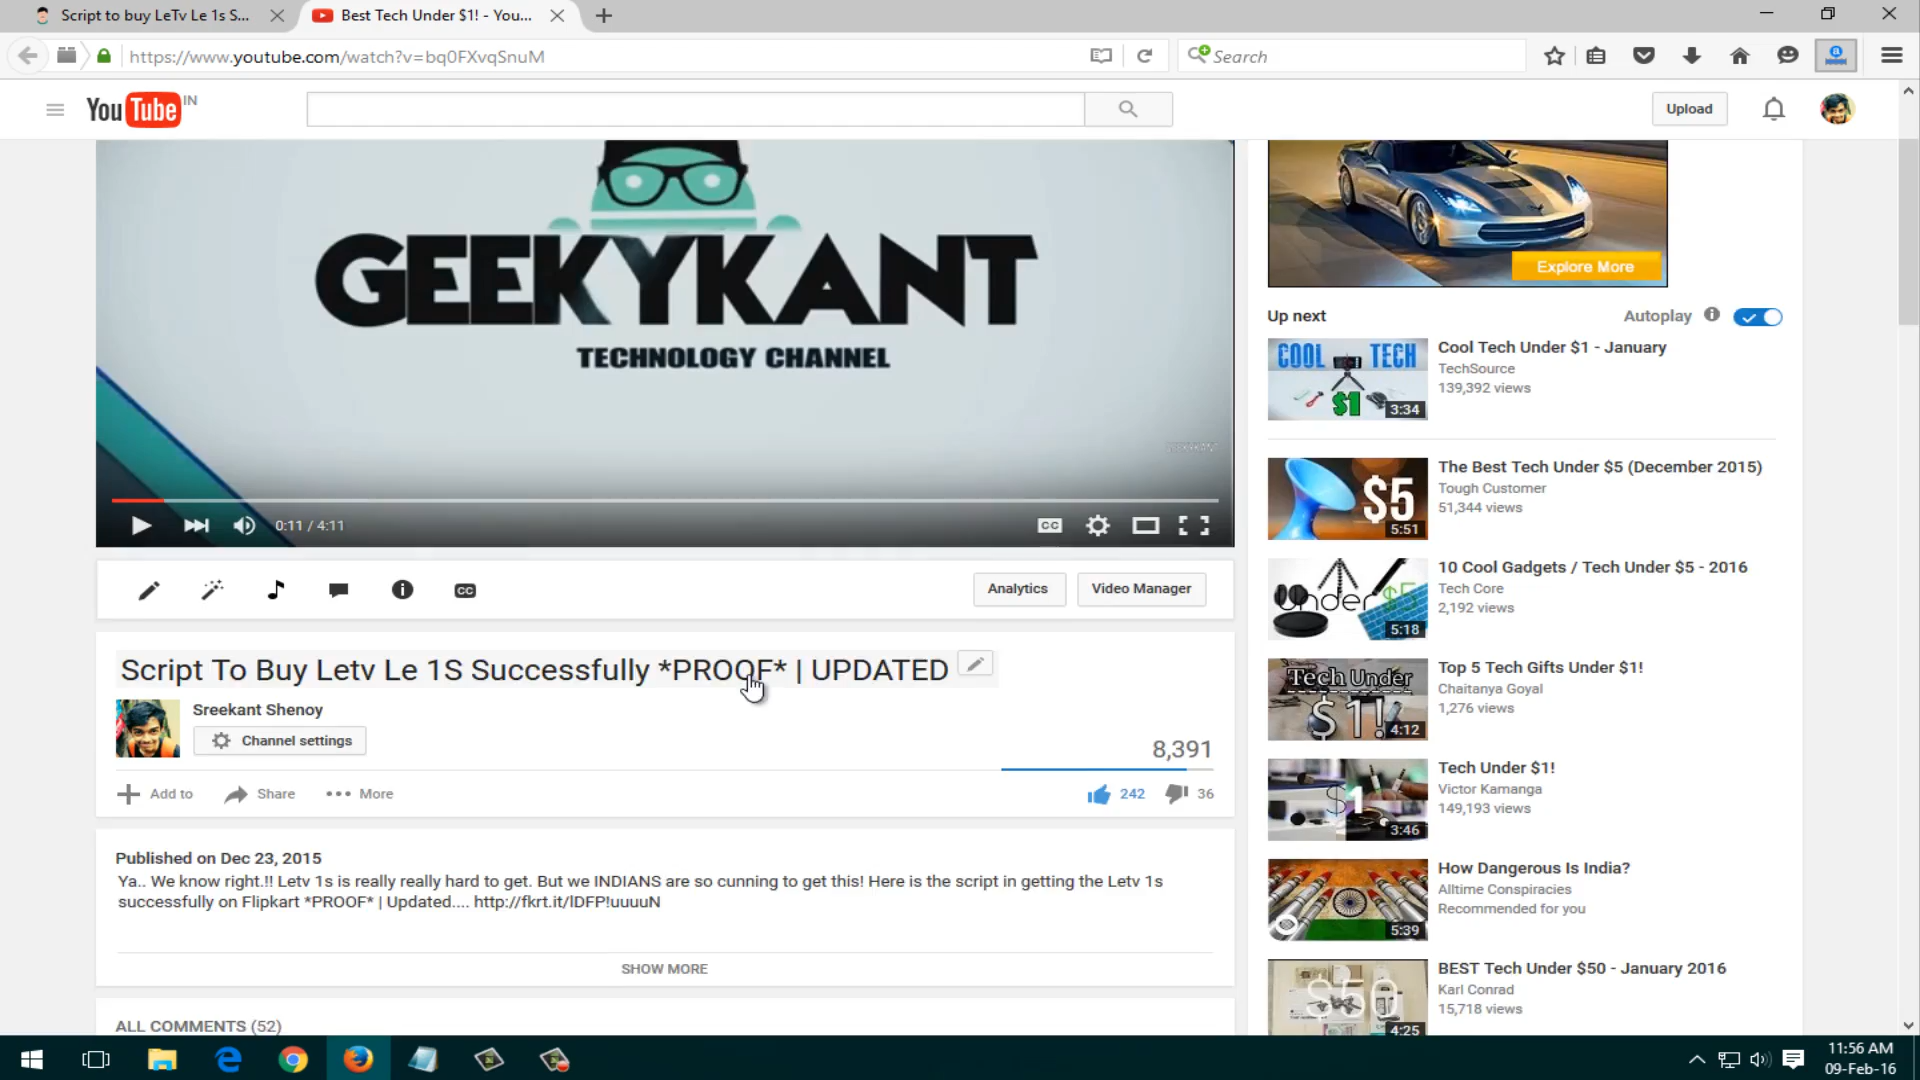 Script to buy LeTv Le 1s S...
Best Tech Under $1! - You...
https://www.youtube.com/watch?v=bq0FXvqSnuM
Search
YouTube IN
Upload
GEEKYKANT
TECHNOLOGY CHANNEL
0:11 / 4:11
CC
CC
Analytics
Video Manager
Script To Buy Letv Le 1S Successfully *PROOF* | UPDATED
Sreekant Shenoy
Channel settings
8,391
Add to
Share
More
242
36
Published on Dec 23, 2015
Ya.. We know right.!! Letv 1s is really really hard to get. But we INDIANS are so cunning to get this! Here is the script in getting the Letv 1s
successfully on Flipkart *PROOF* | Updated.... http://fkrt.it/lDFP!uuuuN
SHOW MORE
ALL COMMENTS (52)
Explore More
Up next
Autoplay
COOL TECH
$1
3:34
Cool Tech Under $1 - January
TechSource
139,392 views
$5
5:51
The Best Tech Under $5 (December 2015)
Tough Customer
51,344 views
under $5
5:18
10 Cool Gadgets / Tech Under $5 - 2016
Tech Core
2,192 views
Tech Under
$1!
4:12
Top 5 Tech Gifts Under $1!
Chaitanya Goyal
1,276 views
$1
3:46
Tech Under $1!
Victor Kamanga
149,193 views
5:39
How Dangerous Is India?
Alltime Conspiracies
Recommended for you
$50
4:25
BEST Tech Under $50 - January 2016
Karl Conrad
15,718 views
11:56 AM
09-Feb-16